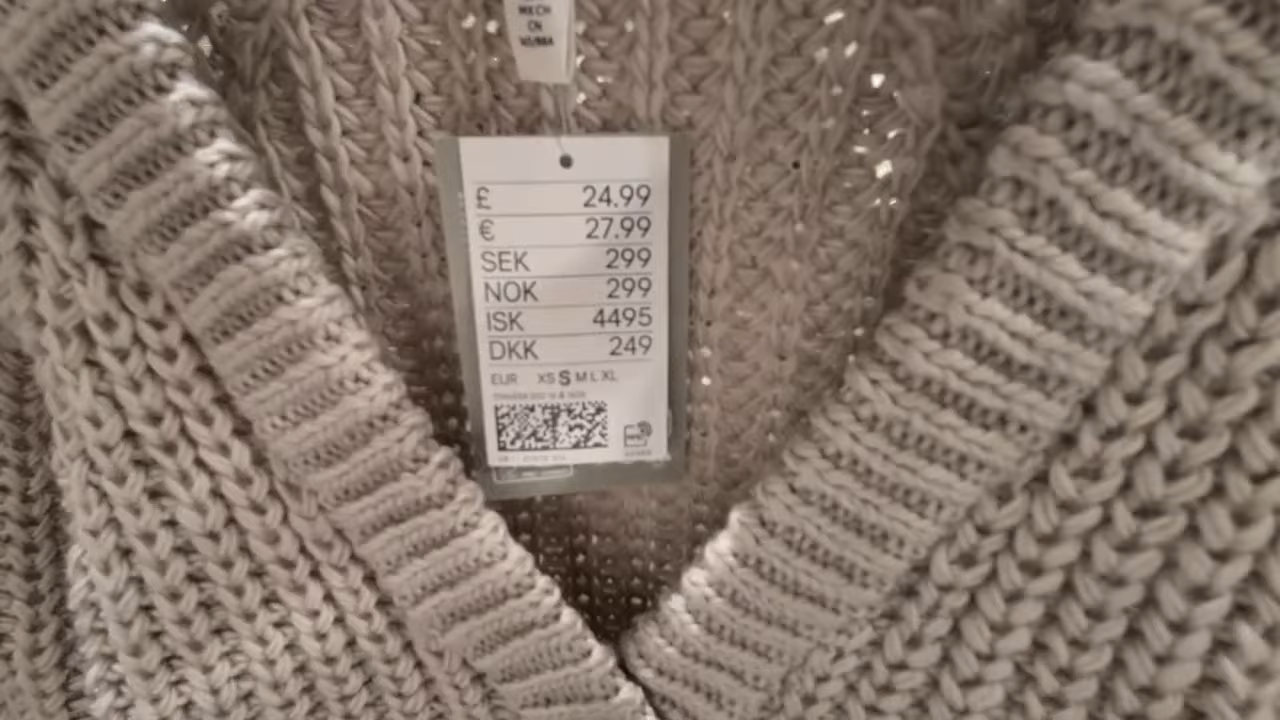 £ 24.99
€ 27.99
SEK 299
NOK 299
ISK 4495
DKK 249
EUR XS S M L XL